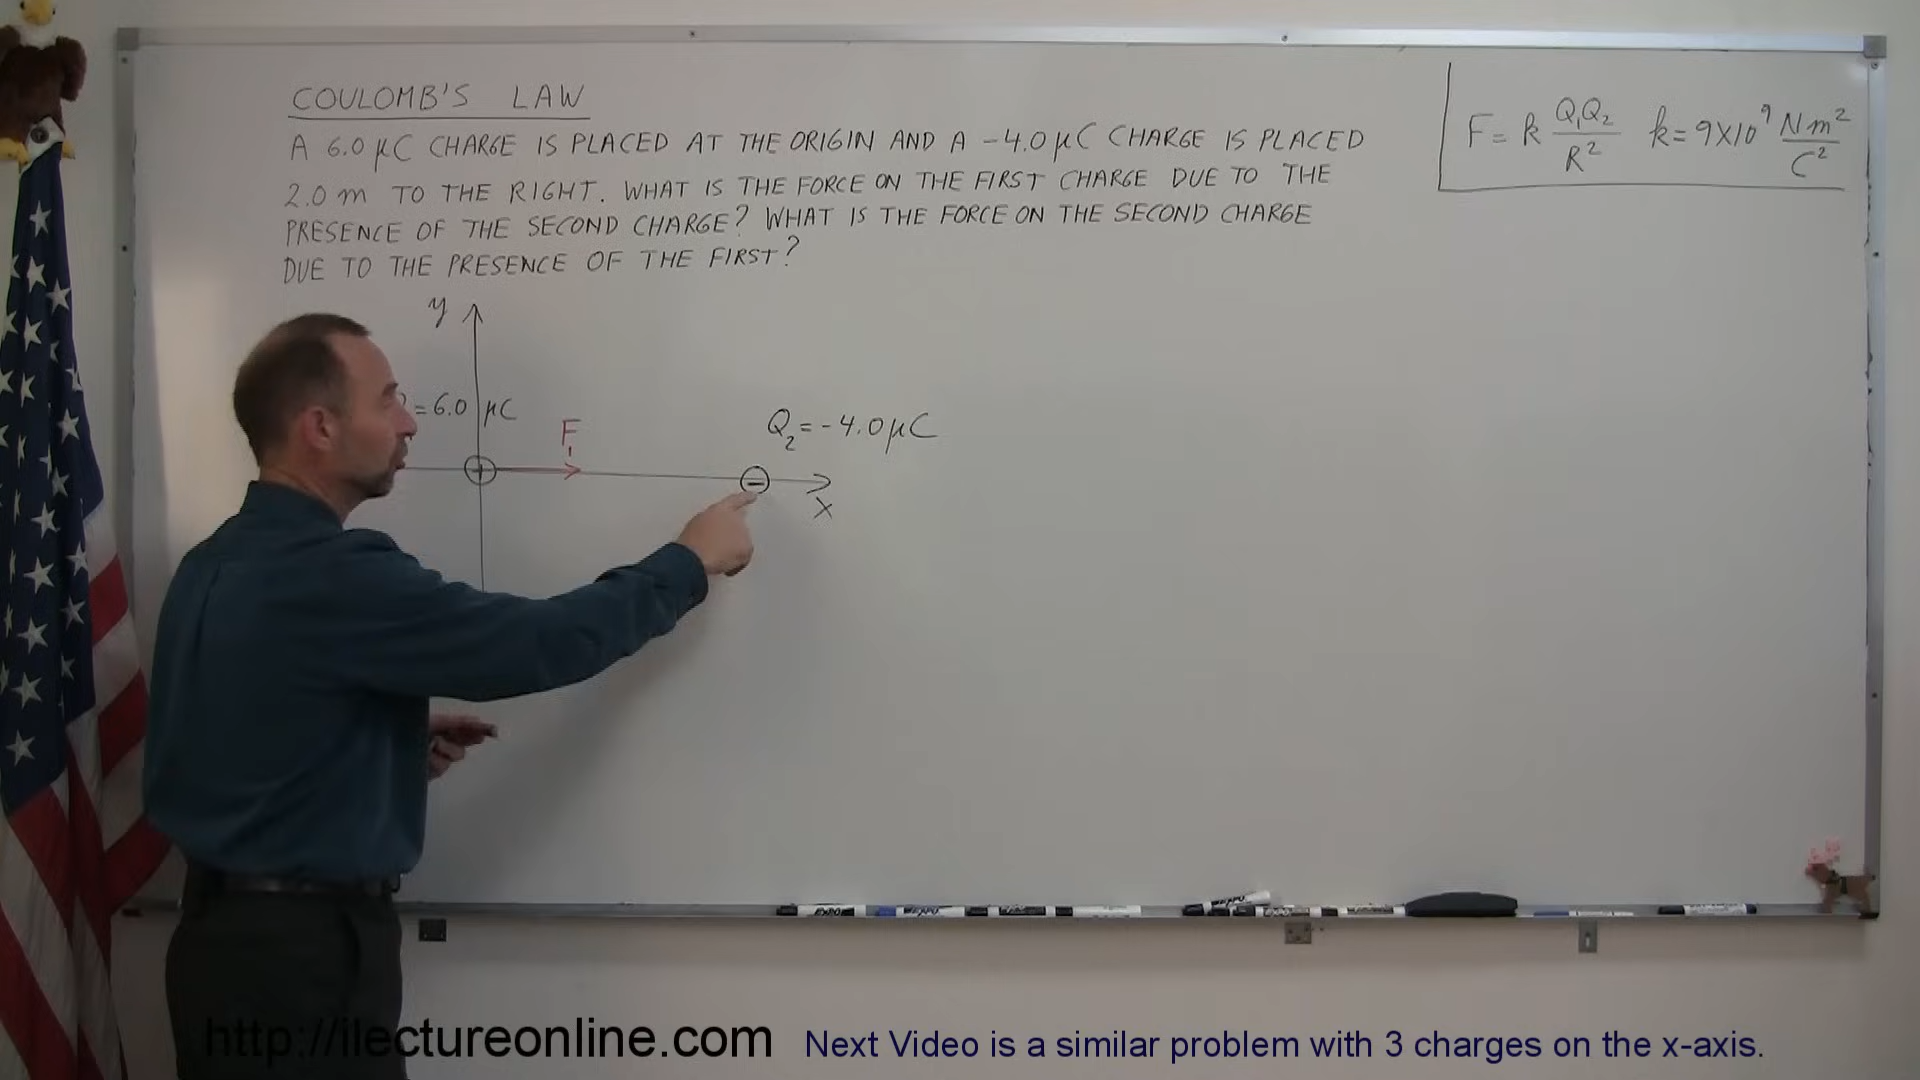 COULOMB'S LAW
A 6.0 μC CHARGE IS PLACED AT THE ORIGIN AND A -4.0 μC CHARGE IS PLACED
2.0 m TO THE RIGHT. WHAT IS THE FORCE ON THE FIRST CHARGE DUE TO THE
PRESENCE OF THE SECOND CHARGE? WHAT IS THE FORCE ON THE SECOND CHARGE
DUE TO THE PRESENCE OF THE FIRST?
F = k Q₁Q₂/R² k = 9×10⁹ Nm²/C²
y
= 6.0 μC
F₁
Q₂ = -4.0 μC
+
−
x
http://ilectureonline.com
Next Video is a similar problem with 3 charges on the x-axis.